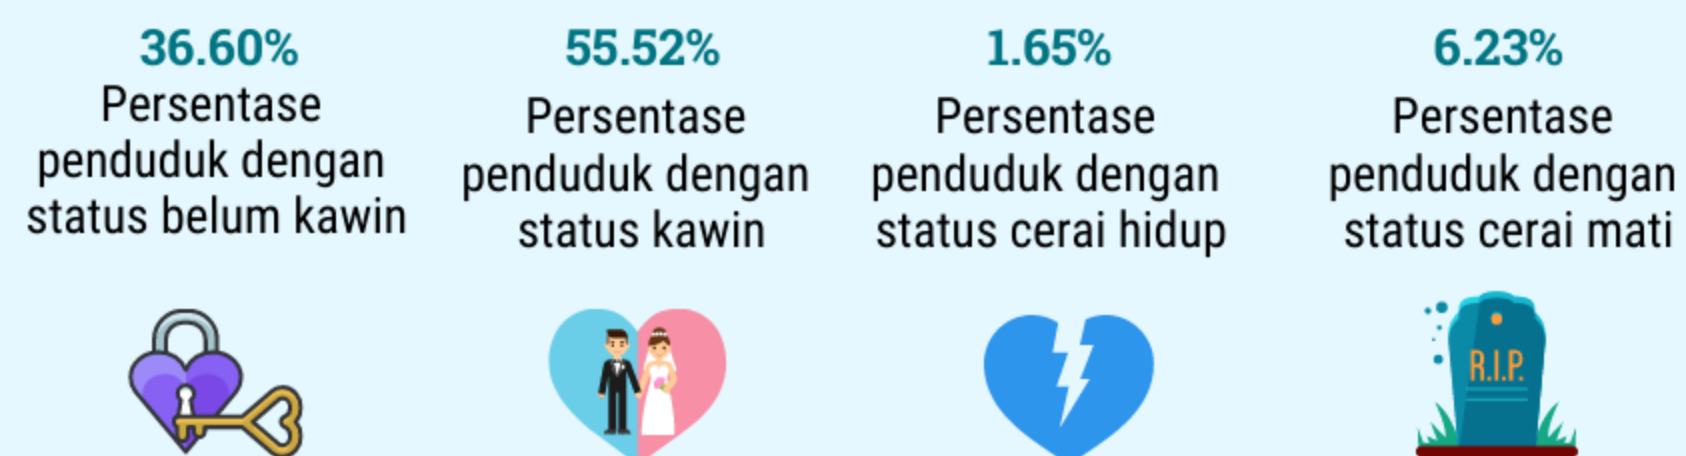 36.60%
Persentase
penduduk dengan
status belum kawin
55.52%
Persentase
penduduk dengan
status kawin
1.65%
Persentase
penduduk dengan
status cerai hidup
6.23%
Persentase
penduduk dengan
status cerai mati
R.I.P.